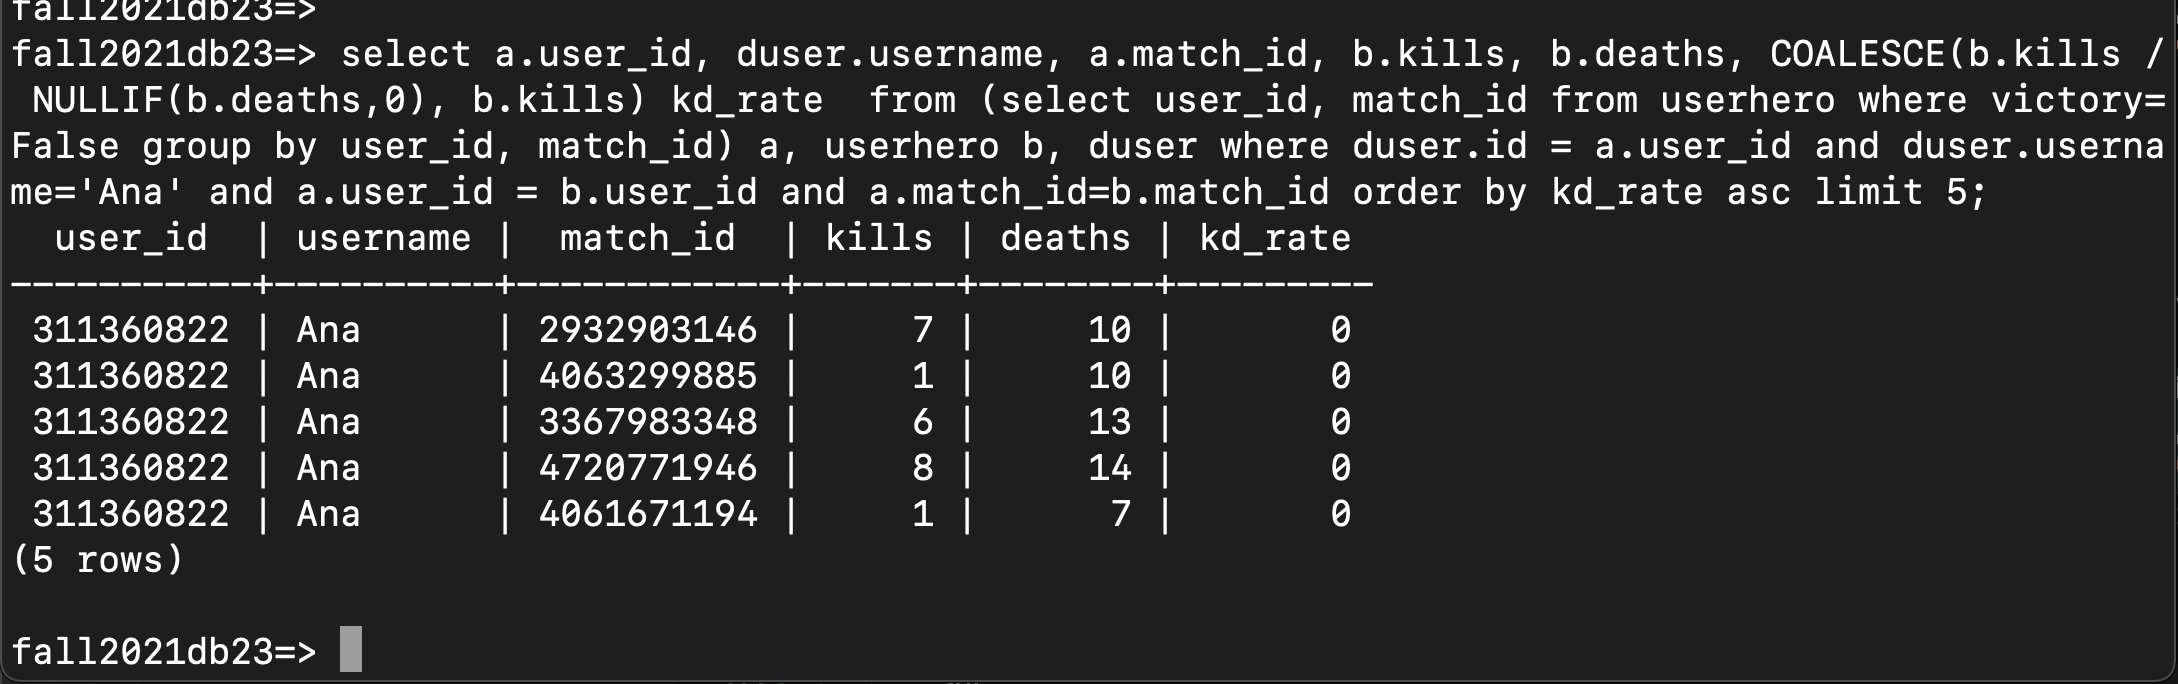 fall2021db23=>
fall2021db23=> select a.user_id, duser.username, a.match_id, b.kills, b.deaths, COALESCE(b.kills /
 NULLIF(b.deaths,0), b.kills) kd_rate  from (select user_id, match_id from userhero where victory=
False group by user_id, match_id) a, userhero b, duser where duser.id = a.user_id and duser.userna
me='Ana' and a.user_id = b.user_id and a.match_id=b.match_id order by kd_rate asc limit 5;
  user_id  | username |  match_id  | kills | deaths | kd_rate
-----------+----------+------------+-------+--------+---------
 311360822 | Ana      | 2932903146 |     7 |     10 |       0
 311360822 | Ana      | 4063299885 |     1 |     10 |       0
 311360822 | Ana      | 3367983348 |     6 |     13 |       0
 311360822 | Ana      | 4720771946 |     8 |     14 |       0
 311360822 | Ana      | 4061671194 |     1 |      7 |       0
(5 rows)
fall2021db23=>